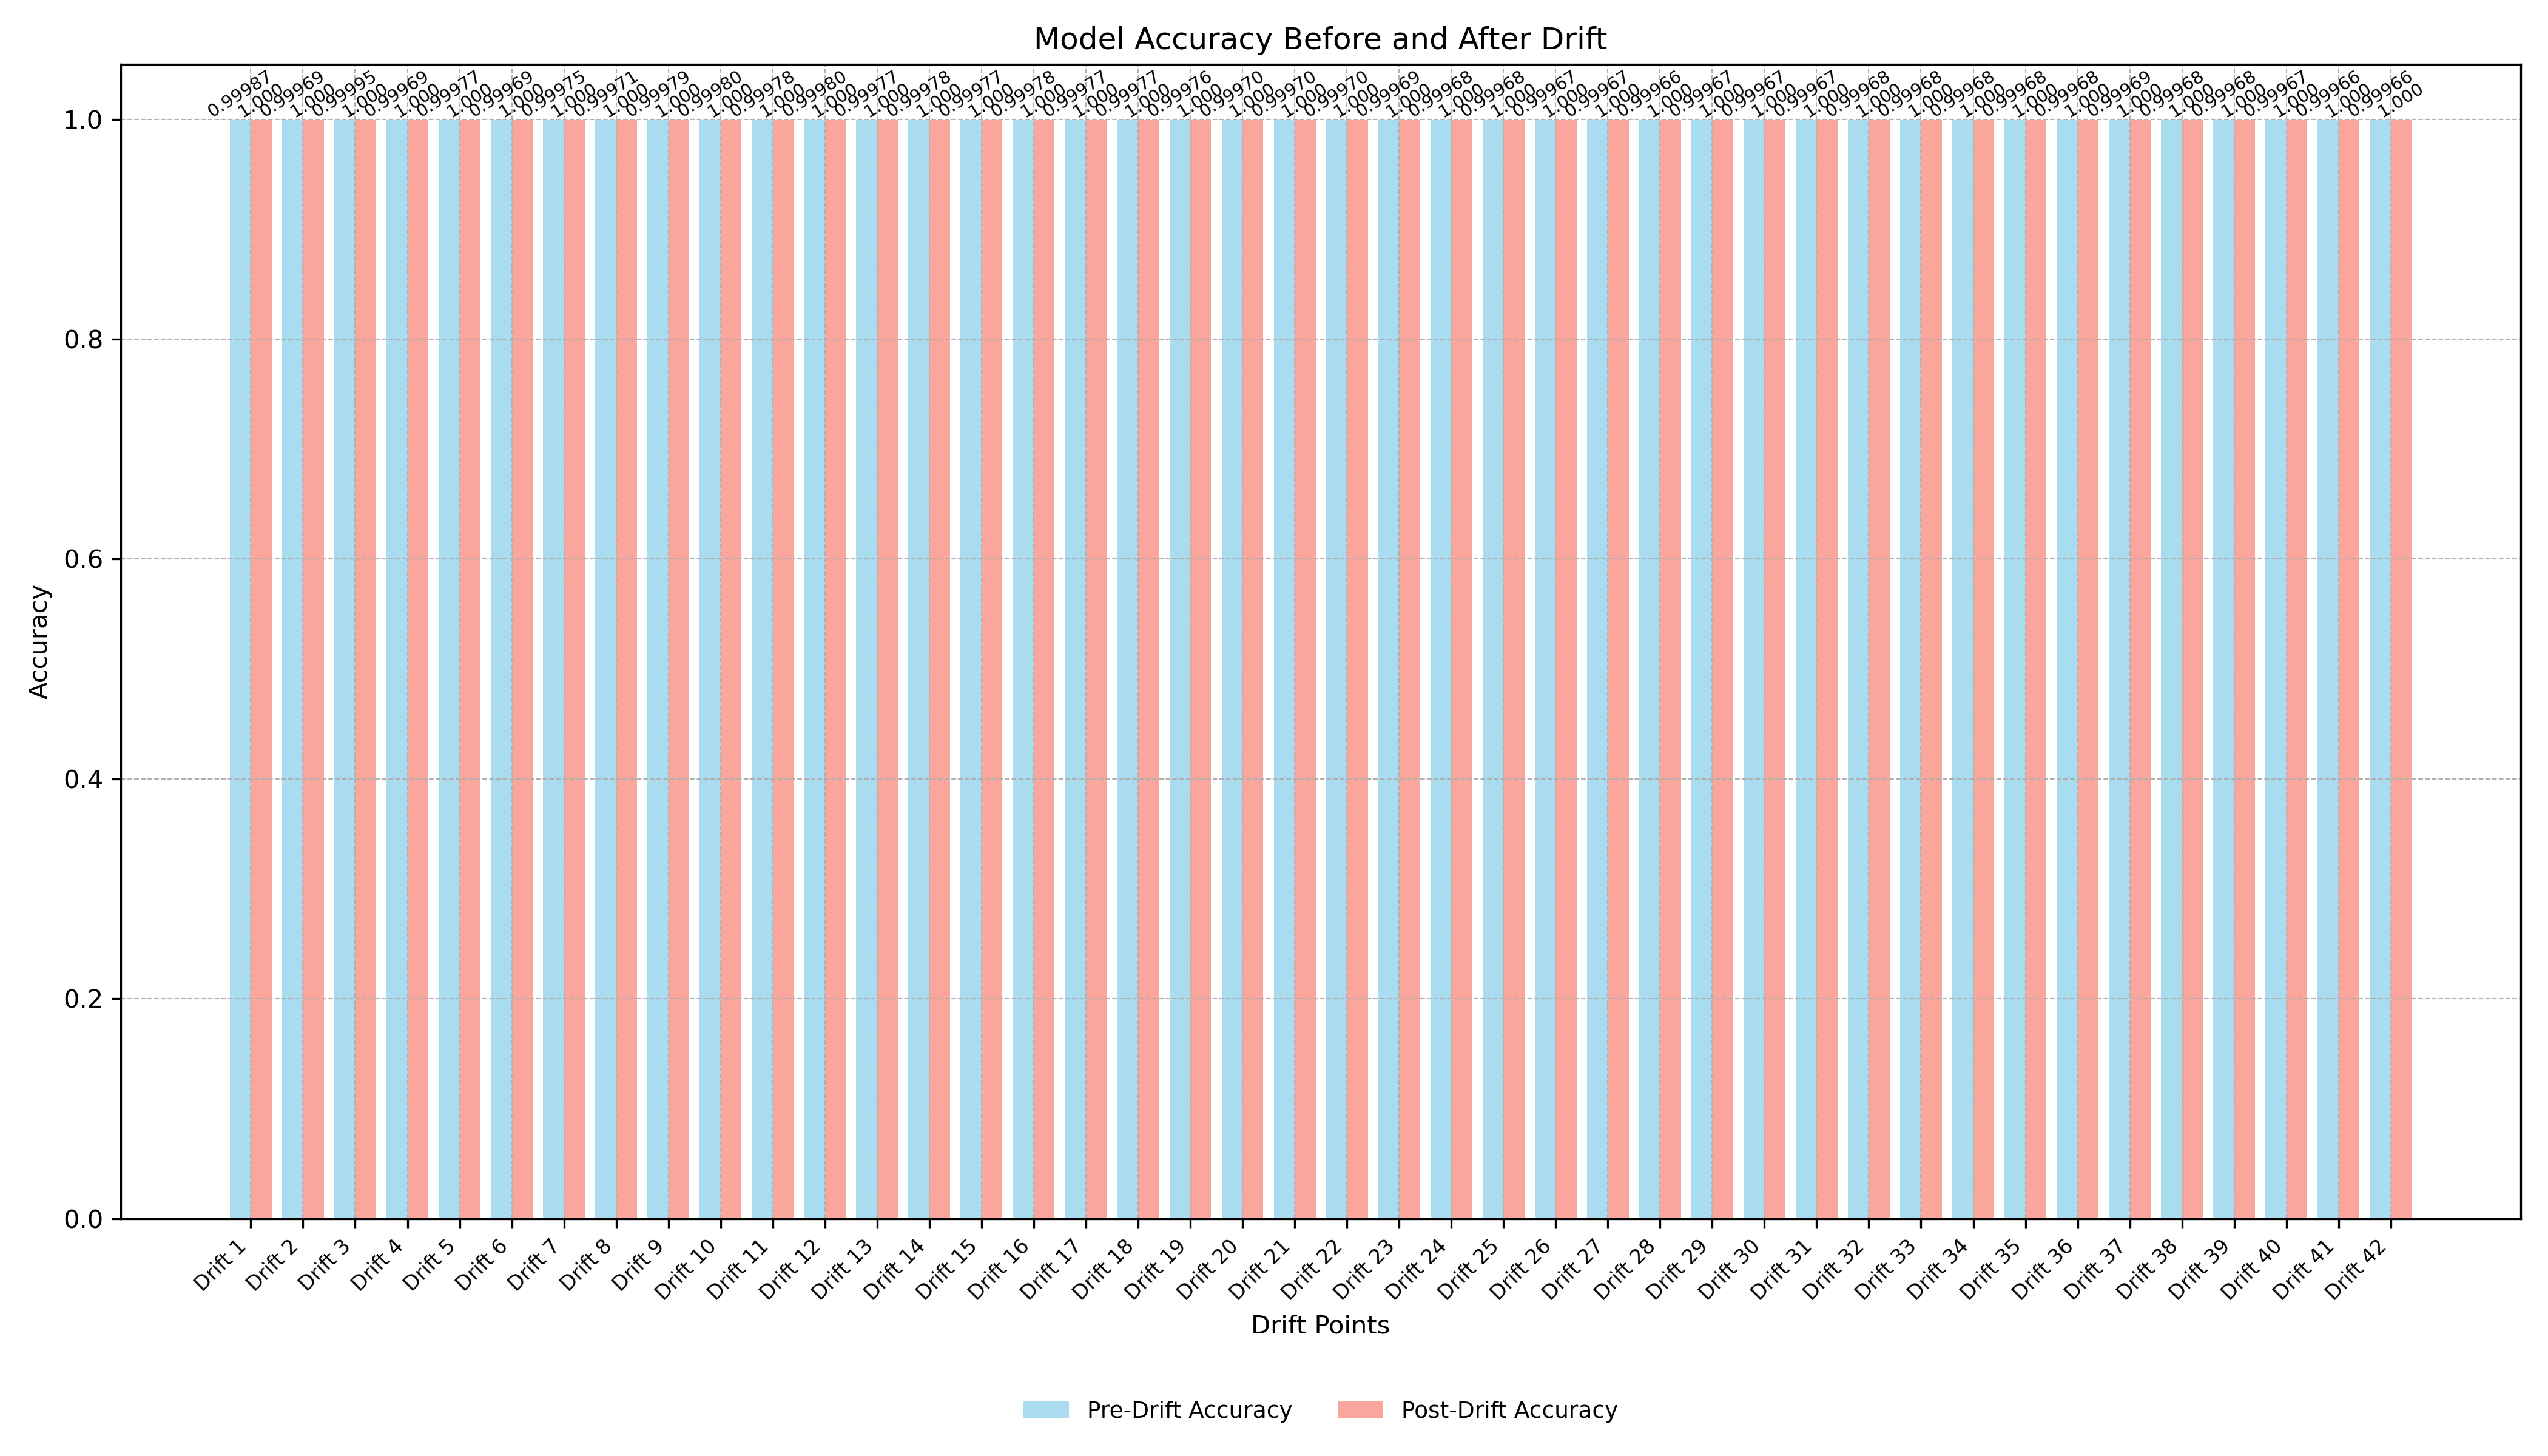 Model Accuracy Before and After Drift
0.99987 1.000 0.99969 1.000 0.99995 1.000 0.99969 1.000 0.99977 1.000 0.99969 1.000 0.99975 1.000 0.99971 1.000 0.99979 1.000 0.99980 1.000 0.99978 1.000 0.99980 1.000 0.99977 1.000 0.99978 1.000 0.99977 1.000 0.99978 1.000 0.99977 1.000 0.99977 1.000 0.99976 1.000 0.99970 1.000 0.99970 1.000 0.99970 1.000 0.99969 1.000 0.99968 1.000 0.99968 1.000 0.99967 1.000 0.99967 1.000 0.99966 1.000 0.99967 1.000 0.99967 1.000 0.99967 1.000 0.99968 1.000 0.99968 1.000 0.99968 1.000 0.99968 1.000 0.99968 1.000 0.99969 1.000 0.99968 1.000 0.99968 1.000 0.99967 1.000 0.99966 1.000 0.99966 1.000
1.0
0.8
0.6
0.4
0.2
0.0
Accuracy
Drift 1 Drift 2 Drift 3 Drift 4 Drift 5 Drift 6 Drift 7 Drift 8 Drift 9 Drift 10 Drift 11 Drift 12 Drift 13 Drift 14 Drift 15 Drift 16 Drift 17 Drift 18 Drift 19 Drift 20 Drift 21 Drift 22 Drift 23 Drift 24 Drift 25 Drift 26 Drift 27 Drift 28 Drift 29 Drift 30 Drift 31 Drift 32 Drift 33 Drift 34 Drift 35 Drift 36 Drift 37 Drift 38 Drift 39 Drift 40 Drift 41 Drift 42
Drift Points
Pre-Drift Accuracy Post-Drift Accuracy